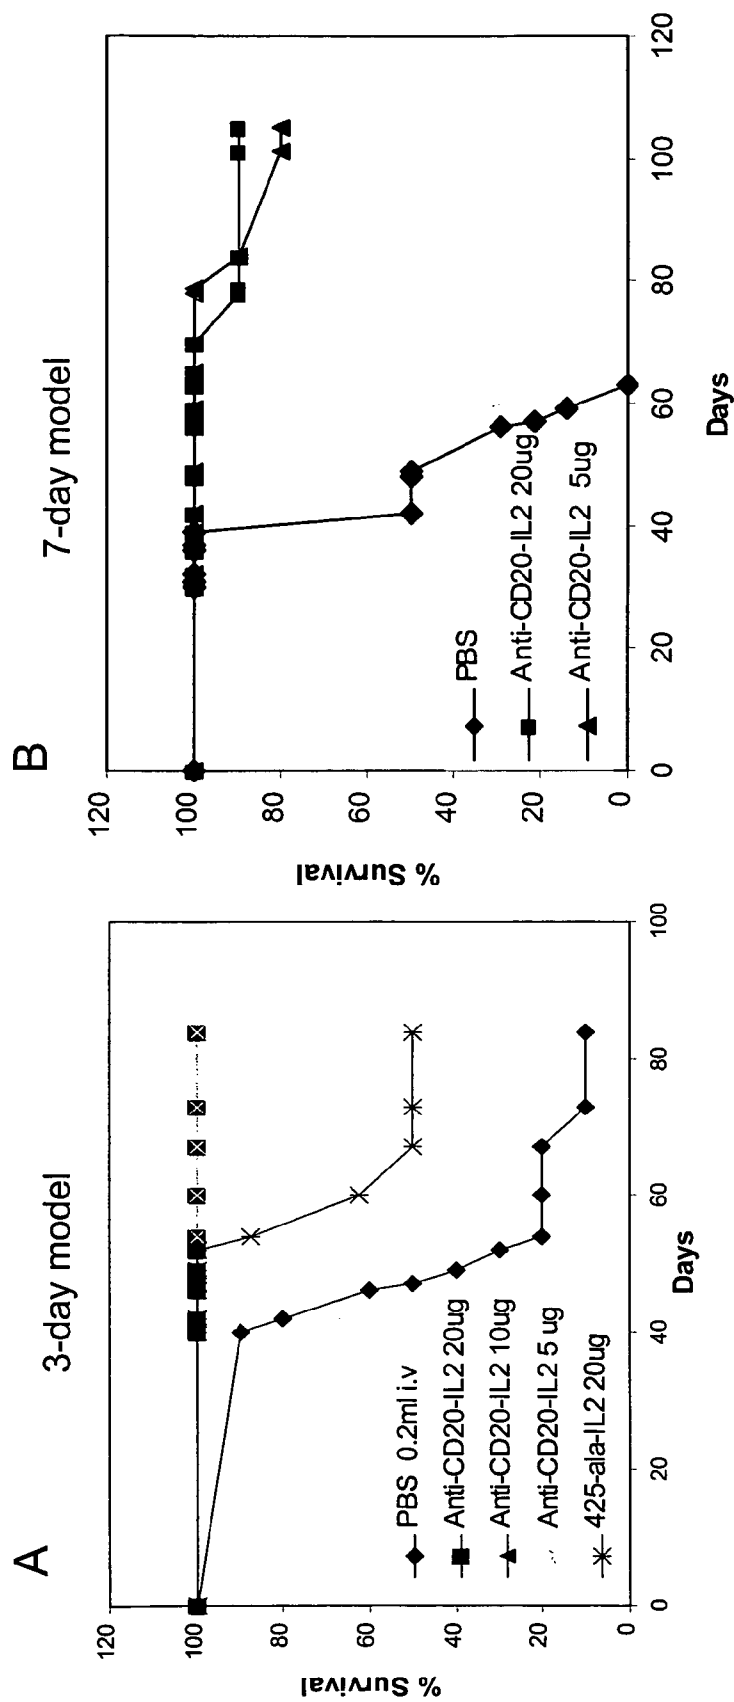 A
3-day model
120
100
80
60
40
20
0
% Survival
0
20
40
60
80
100
Days
PBS 0.2ml i.v
Anti-CD20-IL2 20ug
Anti-CD20-IL2 10ug
Anti-CD20-IL2 5 ug
425-ala-IL2 20ug
B
7-day model
120
100
80
60
40
20
0
% Survival
0
20
40
60
80
100
120
Days
PBS
Anti-CD20-IL2 20ug
Anti-CD20-IL2 5ug